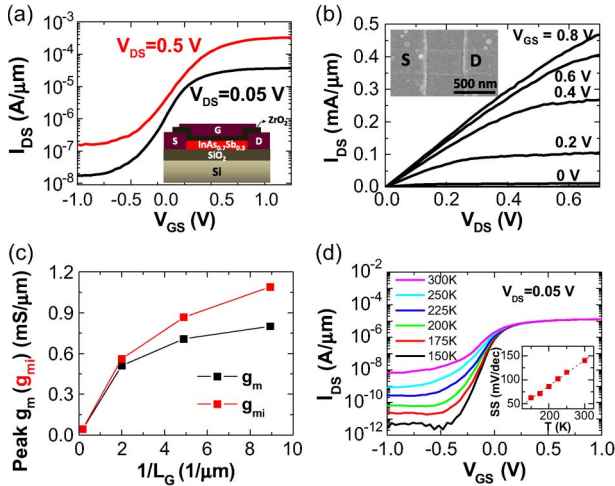 (a)
10⁻³
10⁻⁴
10⁻⁵
10⁻⁶
10⁻⁷
10⁻⁸
I_DS (A/μm)
V_DS=0.5 V
V_DS=0.05 V
ZrO₂
G
S
D
InAs₀.₇Sb₀.₃
SiO₂
Si
-1.0 -0.5 0.0 0.5 1.0
V_GS (V)
(b)
0.5
0.4
0.3
0.2
0.1
0.0
I_DS (mA/μm)
S
D
500 nm
V_GS = 0.8 V
0.6 V
0.4 V
0.2 V
0 V
0.0 0.2 0.4 0.6
V_DS (V)
(c)
1.2
0.9
0.6
0.3
0.0
Peak g_m (g_mi) (mS/μm)
g_m
g_mi
0 2 4 6 8 10
1/L_G (1/μm)
(d)
10⁻²
10⁻⁴
10⁻⁶
10⁻⁸
10⁻¹⁰
10⁻¹²
I_DS (A/μm)
300K
250K
225K
200K
175K
150K
V_DS=0.05 V
SS (mV/dec)
150
100
50
200 300
T (K)
-1.0 -0.5 0.0 0.5 1.0
V_GS (V)